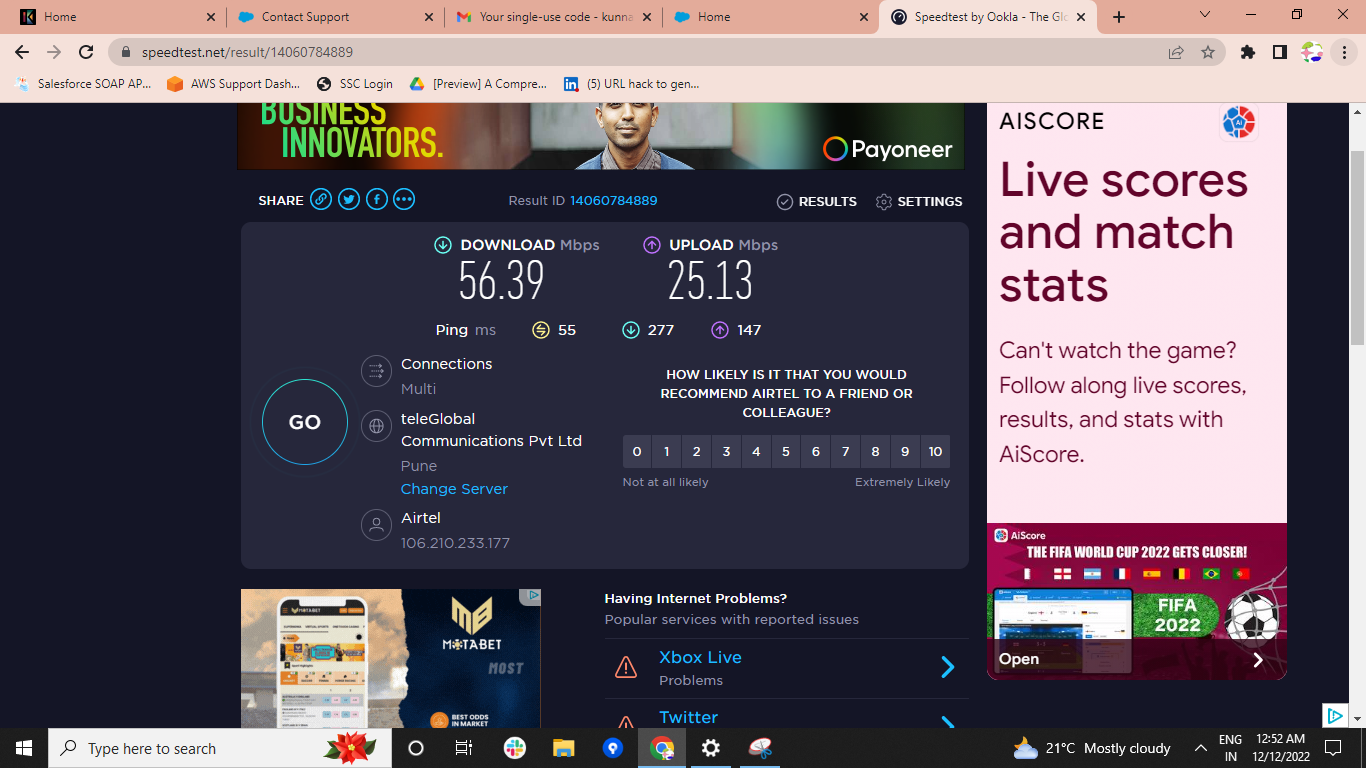 Home
Contact Support
Your single-use code - kunna
Home
Speedtest by Ookla - The Glo
speedtest.net/result/14060784889
Salesforce SOAP AP...
AWS Support Dash...
SSC Login
[Preview] A Compre...
(5) URL hack to gen...
BUSINESS
INNOVATORS.
Payoneer
SHARE
Result ID 14060784889
RESULTS
SETTINGS
DOWNLOAD Mbps
56.39
UPLOAD Mbps
25.13
Ping ms
55
277
147
GO
Connections
Multi
teleGlobal
Communications Pvt Ltd
Pune
Change Server
Airtel
106.210.233.177
HOW LIKELY IS IT THAT YOU WOULD
RECOMMEND AIRTEL TO A FRIEND OR
COLLEAGUE?
0 1 2 3 4 5 6 7 8 9 10
Not at all likely
Extremely Likely
MOTABET
MOST
BEST ODDS
IN MARKET
Having Internet Problems?
Popular services with reported issues
Xbox Live
Problems
Twitter
AISCORE
Ai
Live scores
and match
stats
Can't watch the game?
Follow along live scores,
results, and stats with
AiScore.
AiScore
THE FIFA WORLD CUP 2022 GETS CLOSER!
FIFA
2022
Open
Type here to search
21°C Mostly cloudy
ENG
IN
12:52 AM
12/12/2022